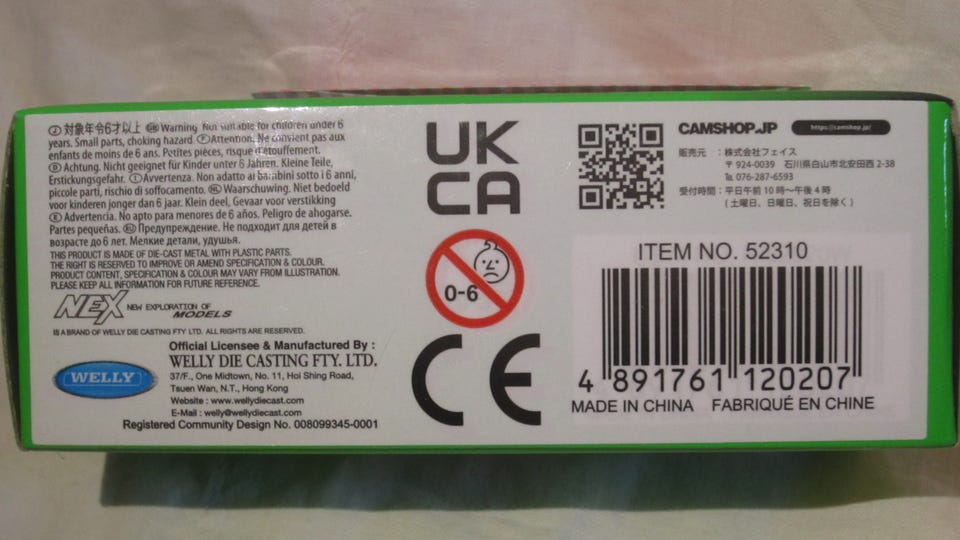 Ⓙ 対象年令6才以上 GB Warning. Not suitable for children under 6
years. Small parts, choking hazard. Ⓕ Attention. Ne convient pas aux
enfants de moins de 6 ans. Petites pièces, risque d'étouffement.
Ⓓ Achtung. Nicht geeignet für Kinder unter 6 Jahren. Kleine Teile,
Erstickungsgefahr. Ⓘ Avvertenza. Non adatto ai bambini sotto i 6 anni,
piccole parti, rischio di soffocamento. NL Waarschuwing. Niet bedoeld
voor kinderen jonger dan 6 jaar. Klein deel, Gevaar voor verstikking
Ⓔ Advertencia. No apto para menores de 6 años. Peligro de ahogarse.
Partes pequeñas. RU Предупреждение. Не подходит для детей в
возрасте до 6 лет. Мелкие детали, удушья.
THIS PRODUCT IS MADE OF DIE-CAST METAL WITH PLASTIC PARTS.
THE RIGHT IS RESERVED TO IMPROVE OR AMEND SPECIFICATION & COLOUR.
PRODUCT CONTENT, SPECIFICATION & COLOUR MAY VARY FROM ILLUSTRATION.
PLEASE KEEP ALL INFORMATION FOR FUTURE REFERENCE.
NEX NEW EXPLORATION OF
MODELS
IS A BRAND OF WELLY DIE CASTING FTY LTD. ALL RIGHTS ARE RESERVED.
WELLY
Official Licensee & Manufactured By :
WELLY DIE CASTING FTY. LTD.
37/F., One Midtown, No. 11, Hoi Shing Road,
Tsuen Wan, N.T., Hong Kong
Website : www.wellydiecast.com
E-Mail : welly@wellydiecast.com
Registered Community Design No. 008099345-0001
UK
CA
0-6
CE
CAMSHOP.JP https://camshop.jp/
販売元 : 株式会社フェイス
〒 924-0039 石川県白山市北安田西 2-38
℡ 076-287-6593
受付時間 : 平日午前 10 時〜午後 4 時
( 土曜日、日曜日、祝日を除く )
ITEM NO. 52310
4 891761 120207
MADE IN CHINA FABRIQUÉ EN CHINE